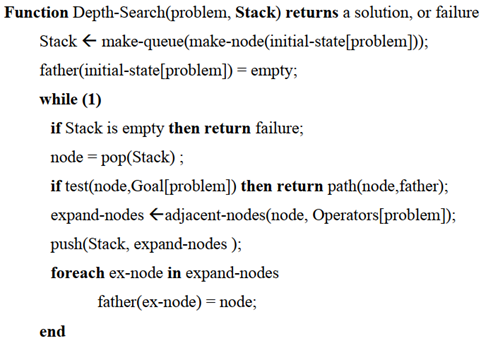 Function Depth-Search(problem, Stack) returns a solution, or failure
Stack ← make-queue(make-node(initial-state[problem]));
father(initial-state[problem]) = empty;
while (1)
if Stack is empty then return failure;
node = pop(Stack) ;
if test(node,Goal[problem]) then return path(node,father);
expand-nodes ←adjacent-nodes(node, Operators[problem]);
push(Stack, expand-nodes );
foreach ex-node in expand-nodes
father(ex-node) = node;
end